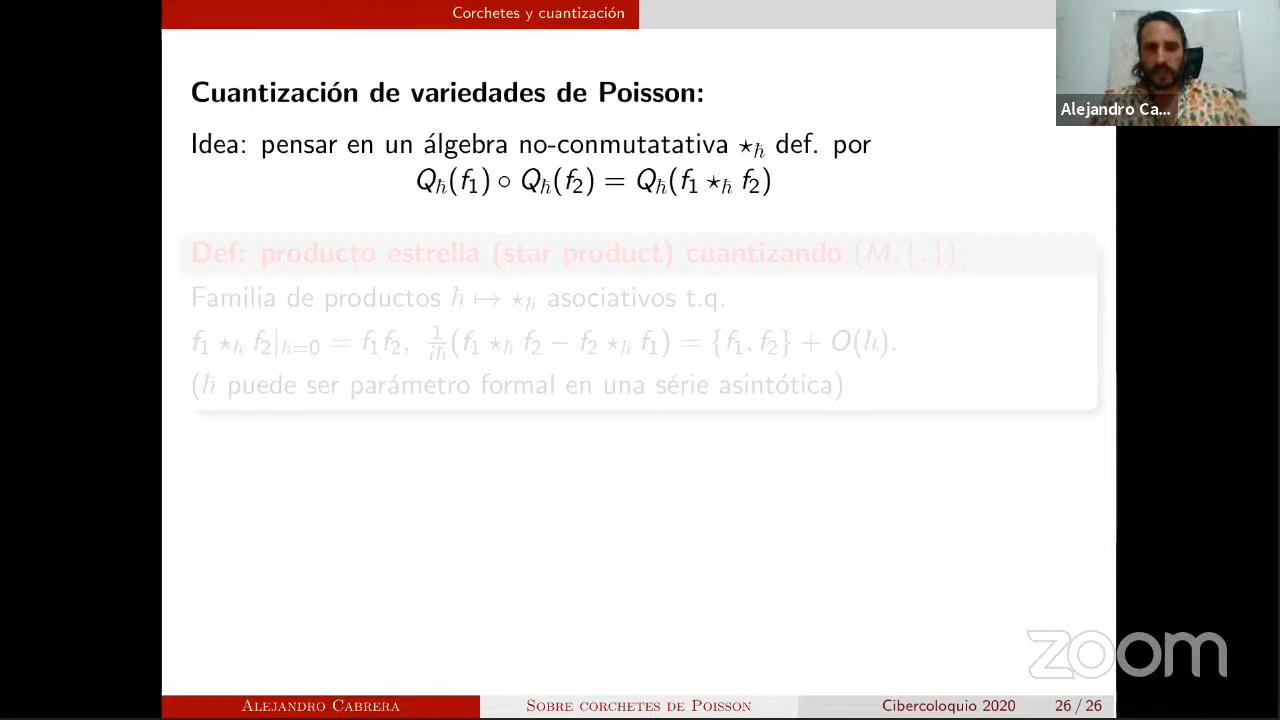 Corchetes y cuantización
Cuantización de variedades de Poisson:
Idea: pensar en un álgebra no-conmutatativa ⋆ℏ def. por
Qℏ(f₁) ∘ Qℏ(f₂) = Qℏ(f₁ ⋆ℏ f₂)
Def: producto estrella (star product) cuantizando (M, {, })
Familia de productos ℏ ↦ ⋆ℏ asociativos t.q.
f₁ ⋆ℏ f₂|ℏ=0 = f₁f₂, 1/iℏ (f₁ ⋆ℏ f₂ − f₂ ⋆ℏ f₁) = {f₁, f₂} + O(ℏ).
(ℏ puede ser parámetro formal en una série asintótica)
Alejandro Ca...
zoom
ALEJANDRO CABRERA
SOBRE CORCHETES DE POISSON
Cibercoloquio 2020
26 / 26